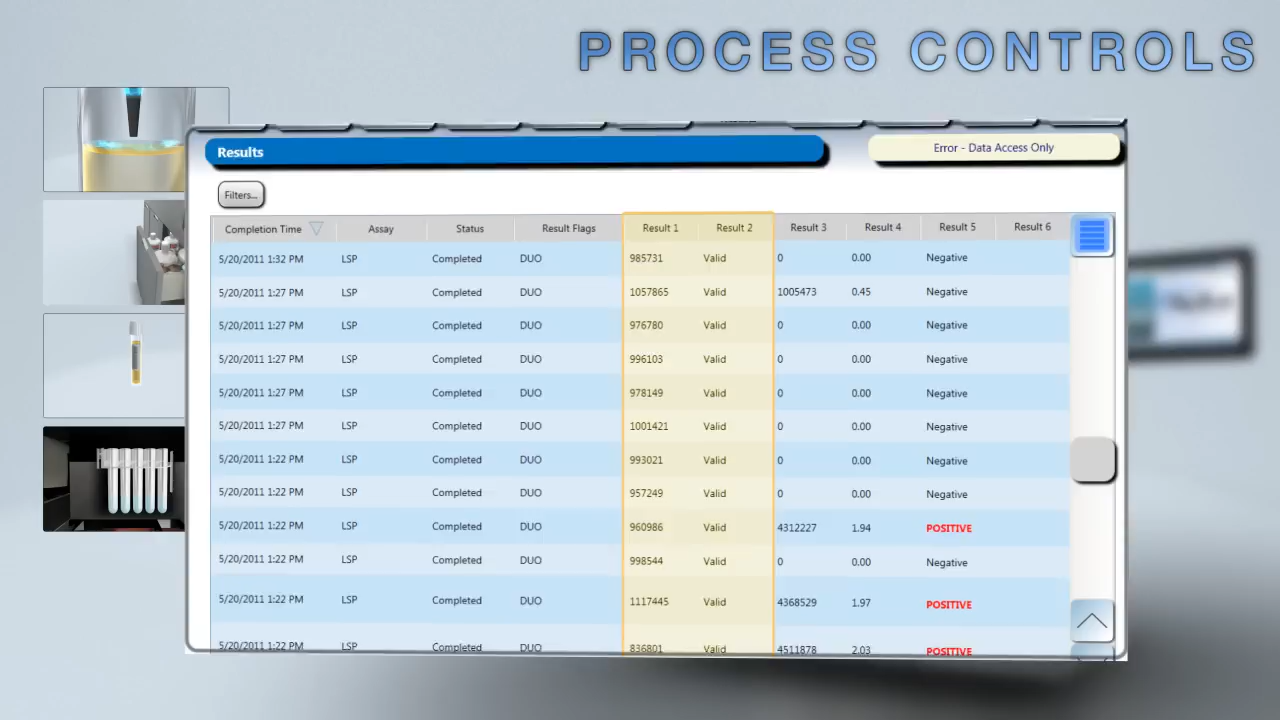 PROCESS CONTROLS
Results
Error - Data Access Only
Filters...
Completion Time Assay Status Result Flags Result 1 Result 2 Result 3 Result 4 Result 5 Result 6
5/20/2011 1:32 PM LSP Completed DUO 985731 Valid 0 0.00 Negative
5/20/2011 1:27 PM LSP Completed DUO 1057865 Valid 1005473 0.45 Negative
5/20/2011 1:27 PM LSP Completed DUO 976780 Valid 0 0.00 Negative
5/20/2011 1:27 PM LSP Completed DUO 996103 Valid 0 0.00 Negative
5/20/2011 1:27 PM LSP Completed DUO 978149 Valid 0 0.00 Negative
5/20/2011 1:27 PM LSP Completed DUO 1001421 Valid 0 0.00 Negative
5/20/2011 1:22 PM LSP Completed DUO 993021 Valid 0 0.00 Negative
5/20/2011 1:22 PM LSP Completed DUO 957249 Valid 0 0.00 Negative
5/20/2011 1:22 PM LSP Completed DUO 960986 Valid 4312227 1.94 POSITIVE
5/20/2011 1:22 PM LSP Completed DUO 998544 Valid 0 0.00 Negative
5/20/2011 1:22 PM LSP Completed DUO 1117445 Valid 4368529 1.97 POSITIVE
5/20/2011 1:22 PM LSP Completed DUO 836801 Valid 4511878 2.03 POSITIVE